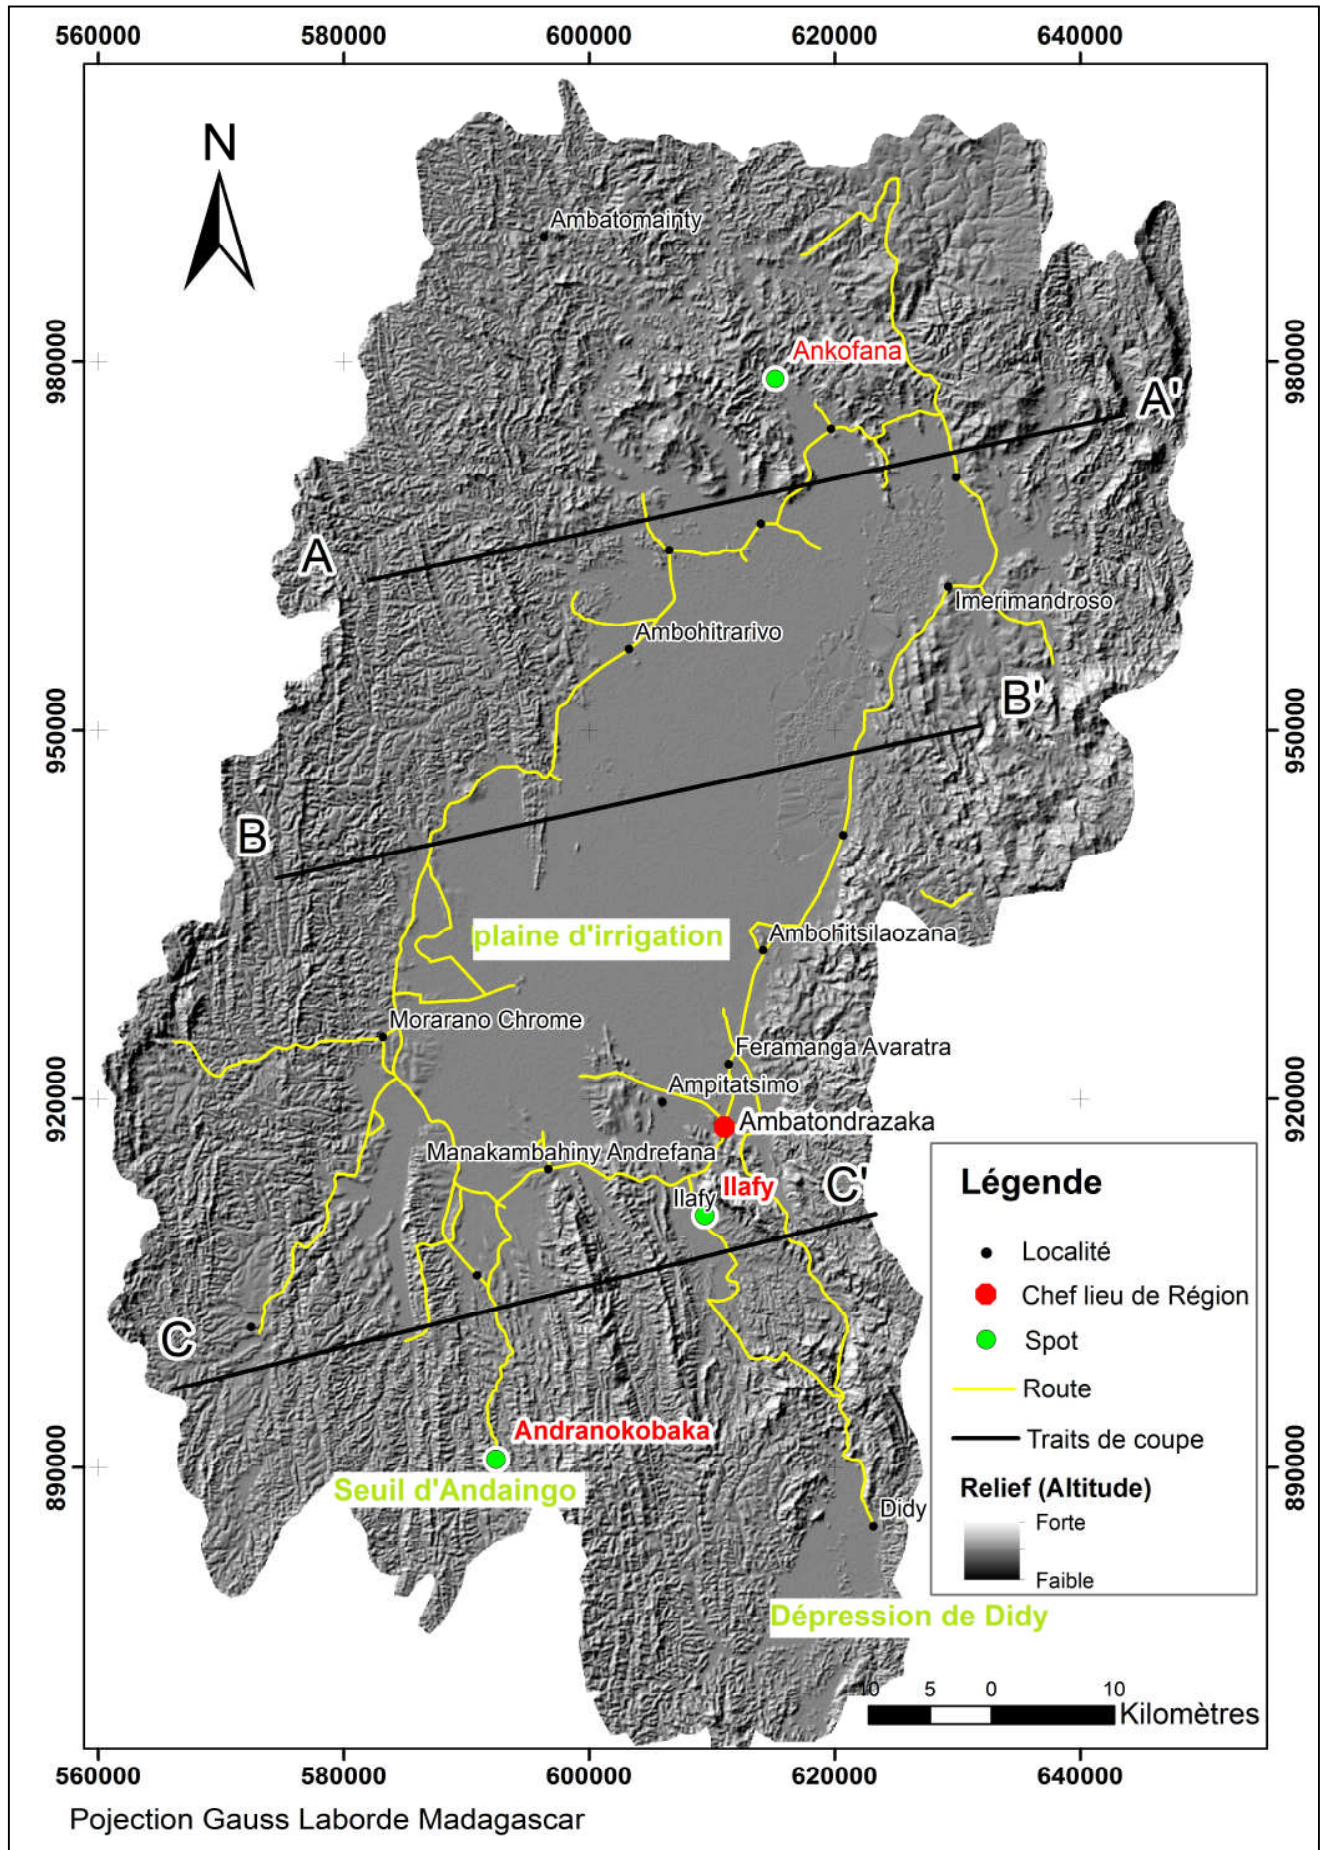 560000 580000 600000 620000 640000
N
Ambatomainty
980000
980000
Ankofana
A'
A
Imerimandroso
Ambohitrarivo
B'
950000
950000
B
plaine d'irrigation
Ambohitsilaozana
Morarano Chrome
Feramanga Avaratra
Ampitatsimo
920000
920000
Ambatondrazaka
Manakambahiny Andrefana
Ilafy
Ilafy
C'
C
Andranokobaka
890000
890000
Seuil d'Andaingo
Didy
Dépression de Didy
Légende
Localité
Chef lieu de Région
Spot
Route
Traits de coupe
Relief (Altitude)
Forte
Faible
10 5 0 10
Kilomètres
560000 580000 600000 620000 640000
Pojection Gauss Laborde Madagascar